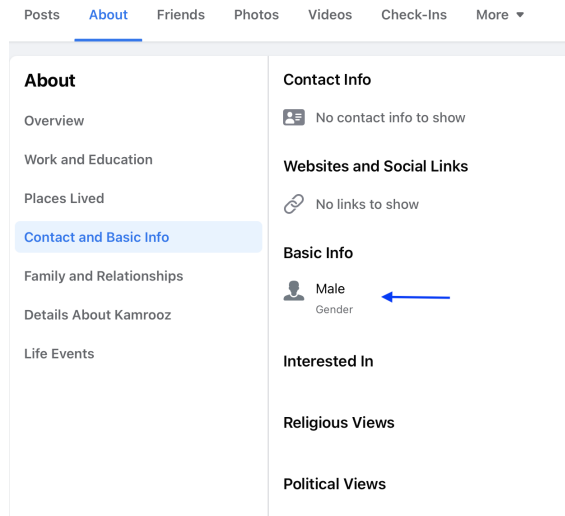 Posts About Friends Photos Videos Check-Ins More
About
Overview
Work and Education
Places Lived
Contact and Basic Info
Family and Relationships
Details About Kamrooz
Life Events
Contact Info
No contact info to show
Websites and Social Links
No links to show
Basic Info
Male
Gender
Interested In
Religious Views
Political Views